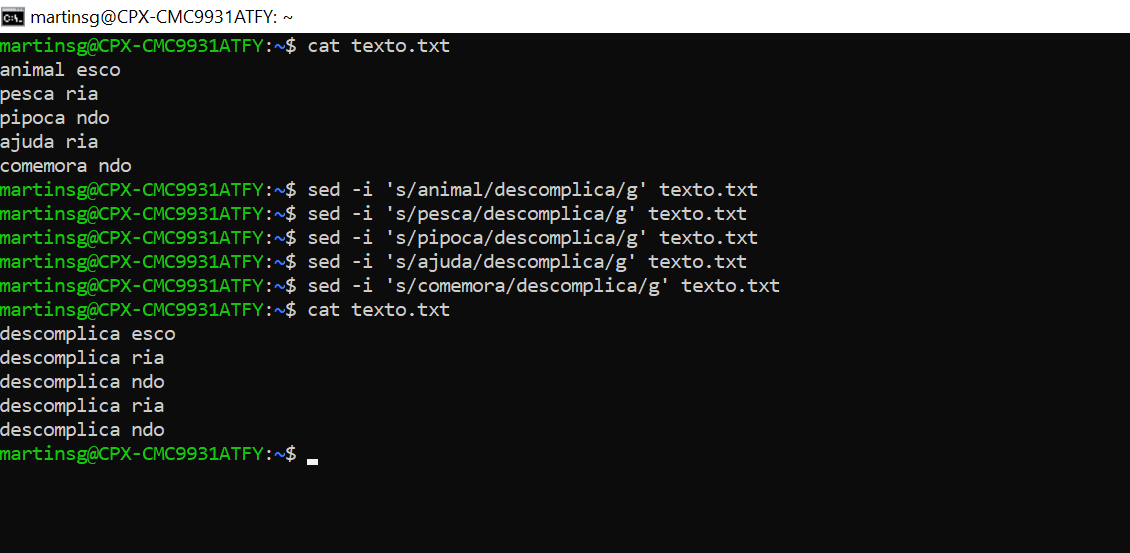 martinsg@CPX-CMC9931ATFY: ~
martinsg@CPX-CMC9931ATFY:~$ cat texto.txt
animal esco
pesca ria
pipoca ndo
ajuda ria
comemora ndo
martinsg@CPX-CMC9931ATFY:~$ sed -i 's/animal/descomplica/g' texto.txt
martinsg@CPX-CMC9931ATFY:~$ sed -i 's/pesca/descomplica/g' texto.txt
martinsg@CPX-CMC9931ATFY:~$ sed -i 's/pipoca/descomplica/g' texto.txt
martinsg@CPX-CMC9931ATFY:~$ sed -i 's/ajuda/descomplica/g' texto.txt
martinsg@CPX-CMC9931ATFY:~$ sed -i 's/comemora/descomplica/g' texto.txt
martinsg@CPX-CMC9931ATFY:~$ cat texto.txt
descomplica esco
descomplica ria
descomplica ndo
descomplica ria
descomplica ndo
martinsg@CPX-CMC9931ATFY:~$